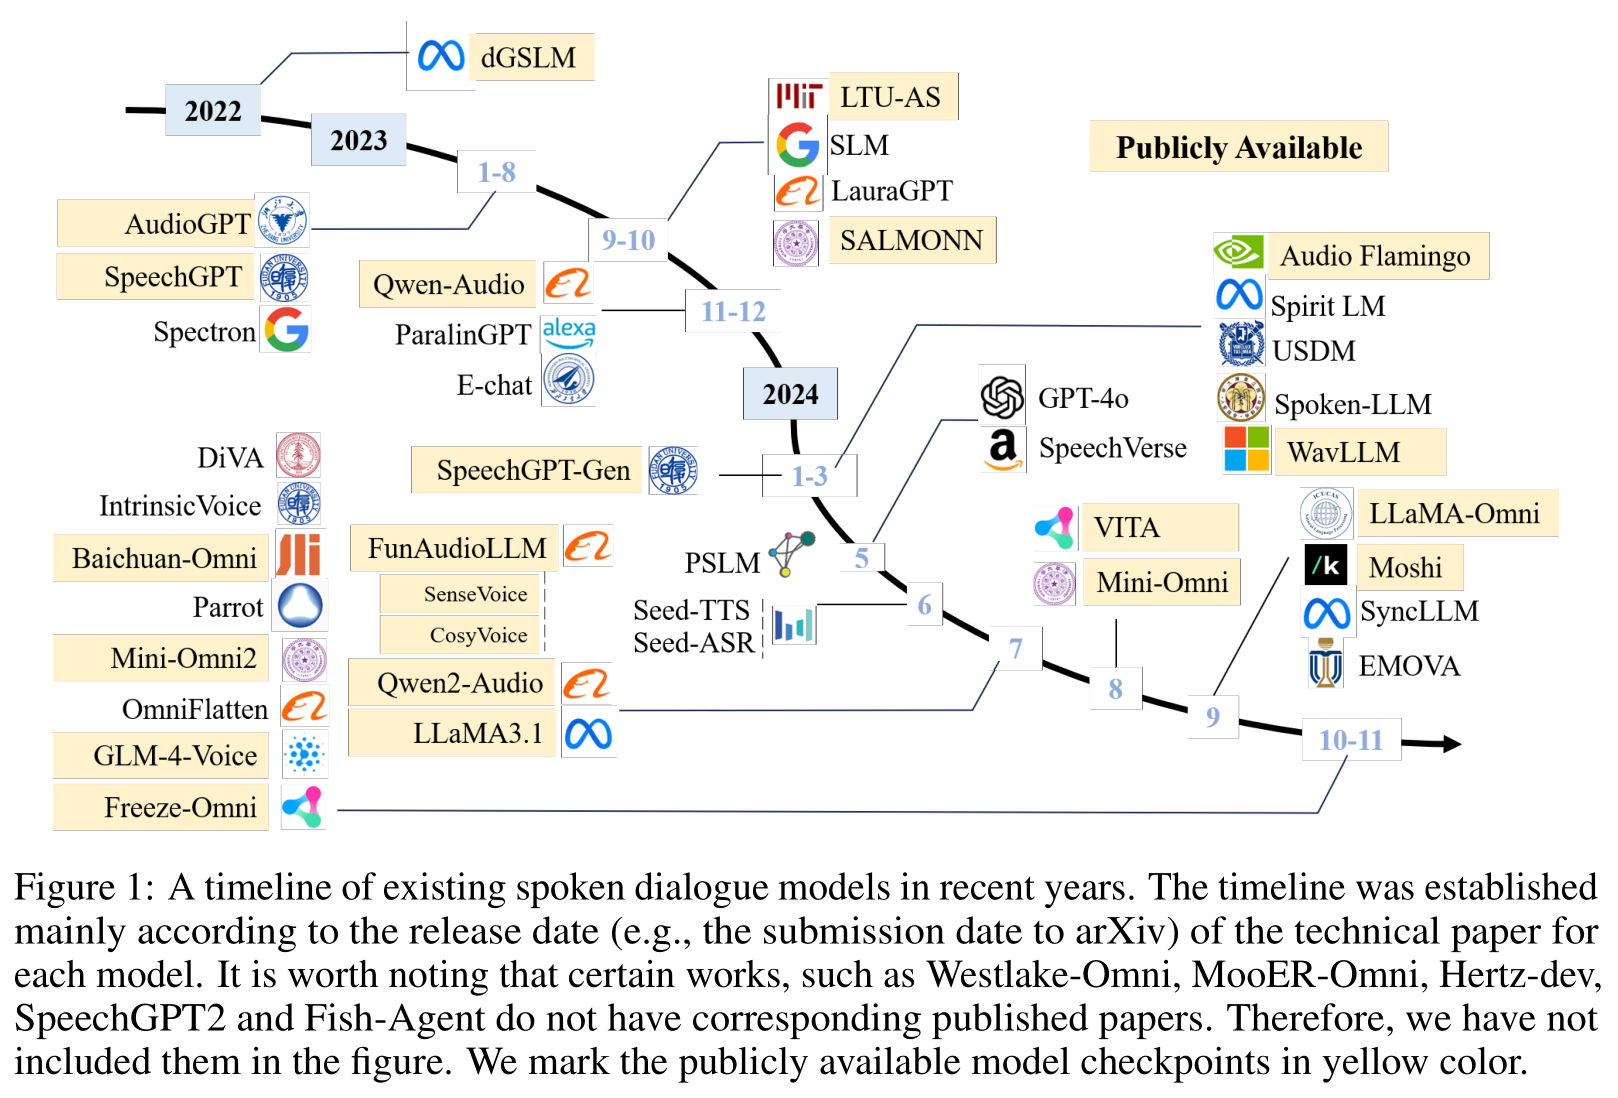 dGSLM
2022
2023
1-8
AudioGPT
SpeechGPT
Spectron
LTU-AS
SLM
LauraGPT
SALMONN
9-10
Publicly Available
Qwen-Audio
ParalinGPT
alexa
E-chat
11-12
2024
Audio Flamingo
Spirit LM
USDM
Spoken-LLM
WavLLM
SpeechGPT-Gen
1-3
GPT-4o
SpeechVerse
5
PSLM
Seed-TTS
Seed-ASR
6
FunAudioLLM
SenseVoice
CosyVoice
Qwen2-Audio
LLaMA3.1
7
VITA
Mini-Omni
8
LLaMA-Omni
Moshi
SyncLLM
EMOVA
9
DiVA
IntrinsicVoice
Baichuan-Omni
Parrot
Mini-Omni2
OmniFlatten
GLM-4-Voice
Freeze-Omni
10-11
Figure 1: A timeline of existing spoken dialogue models in recent years. The timeline was established
mainly according to the release date (e.g., the submission date to arXiv) of the technical paper for
each model. It is worth noting that certain works, such as Westlake-Omni, MooER-Omni, Hertz-dev,
SpeechGPT2 and Fish-Agent do not have corresponding published papers. Therefore, we have not
included them in the figure. We mark the publicly available model checkpoints in yellow color.